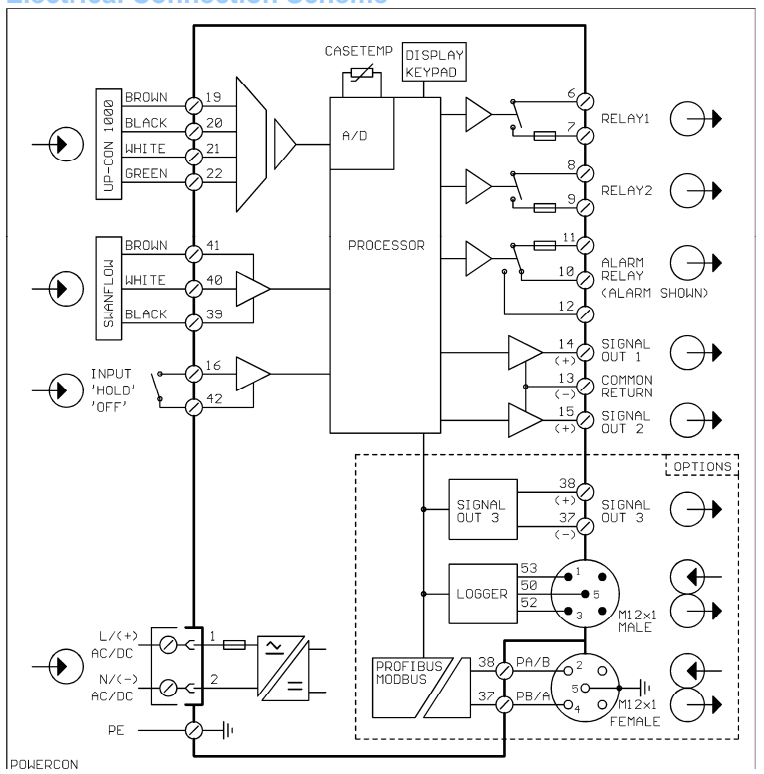 Electrical Connection Scheme
CASETEMP
DISPLAY
KEYPAD
UP-CON 1000
BROWN 19
BLACK 20
WHITE 21
GREEN 22
A/D
PROCESSOR
6
7
RELAY1
8
9
RELAY2
11
10
12
ALARM
RELAY
(ALARM SHOWN)
SWANFLOW
BROWN 41
WHITE 40
BLACK 39
INPUT
'HOLD'
'OFF'
16
42
14
(+)
SIGNAL
OUT 1
13
(-)
COMMON
RETURN
15
(+)
SIGNAL
OUT 2
OPTIONS
SIGNAL
OUT 3
38
(+)
37
(-)
SIGNAL
OUT 3
LOGGER
53
50
52
1
5
3
M12x1
MALE
PROFIBUS
MODBUS
38 PA/B
37 PB/A
2
5
4
M12x1
FEMALE
L/(+)
AC/DC
1
N/(-)
AC/DC
2
PE
POWERCON